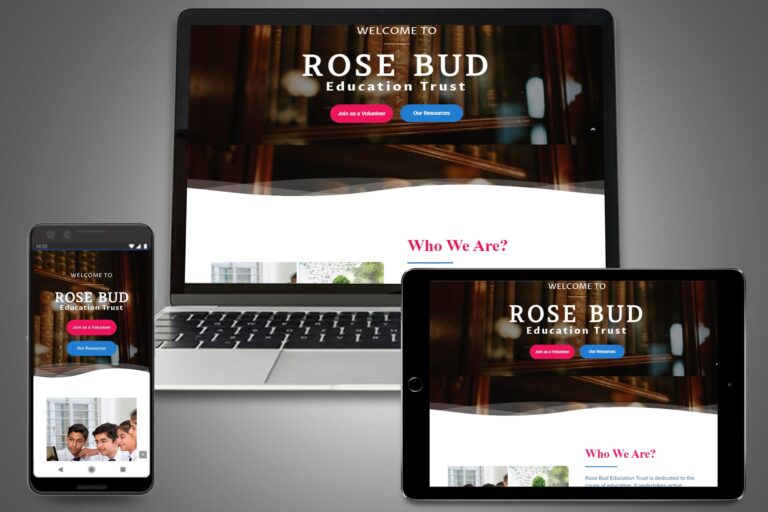 WELCOME TO
ROSE BUD
Education Trust
Join as a Volunteer
Our Resources
Who We Are?
19:30
WELCOME TO
ROSE BUD
Education Trust
Join as a Volunteer
Our Resources
WELCOME TO
ROSE BUD
Education Trust
Join as a Volunteer
Our Resources
Who We Are?
Rose Bud Education Trust is dedicated to the
cause of education. It undertakes active